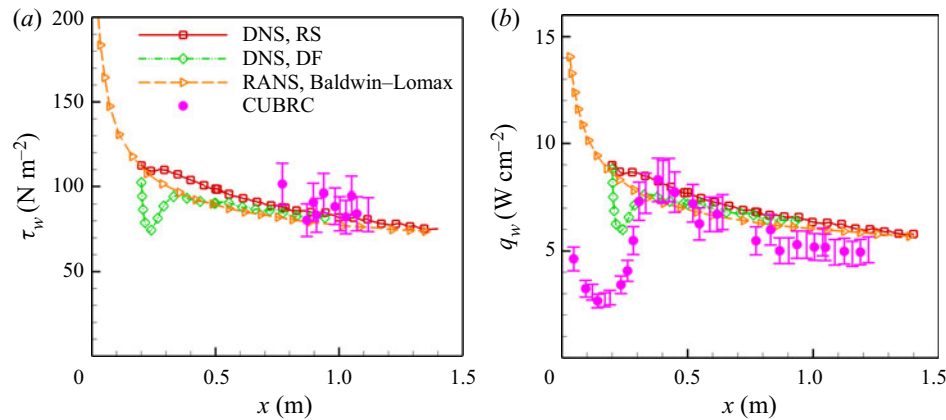 (a)
200
150
100
50
0
0.5
1.0
1.5
τw (N m−2)
x (m)
DNS, RS
DNS, DF
RANS, Baldwin–Lomax
CUBRC
(b)
15
10
5
0
0.5
1.0
1.5
qw (W cm−2)
x (m)